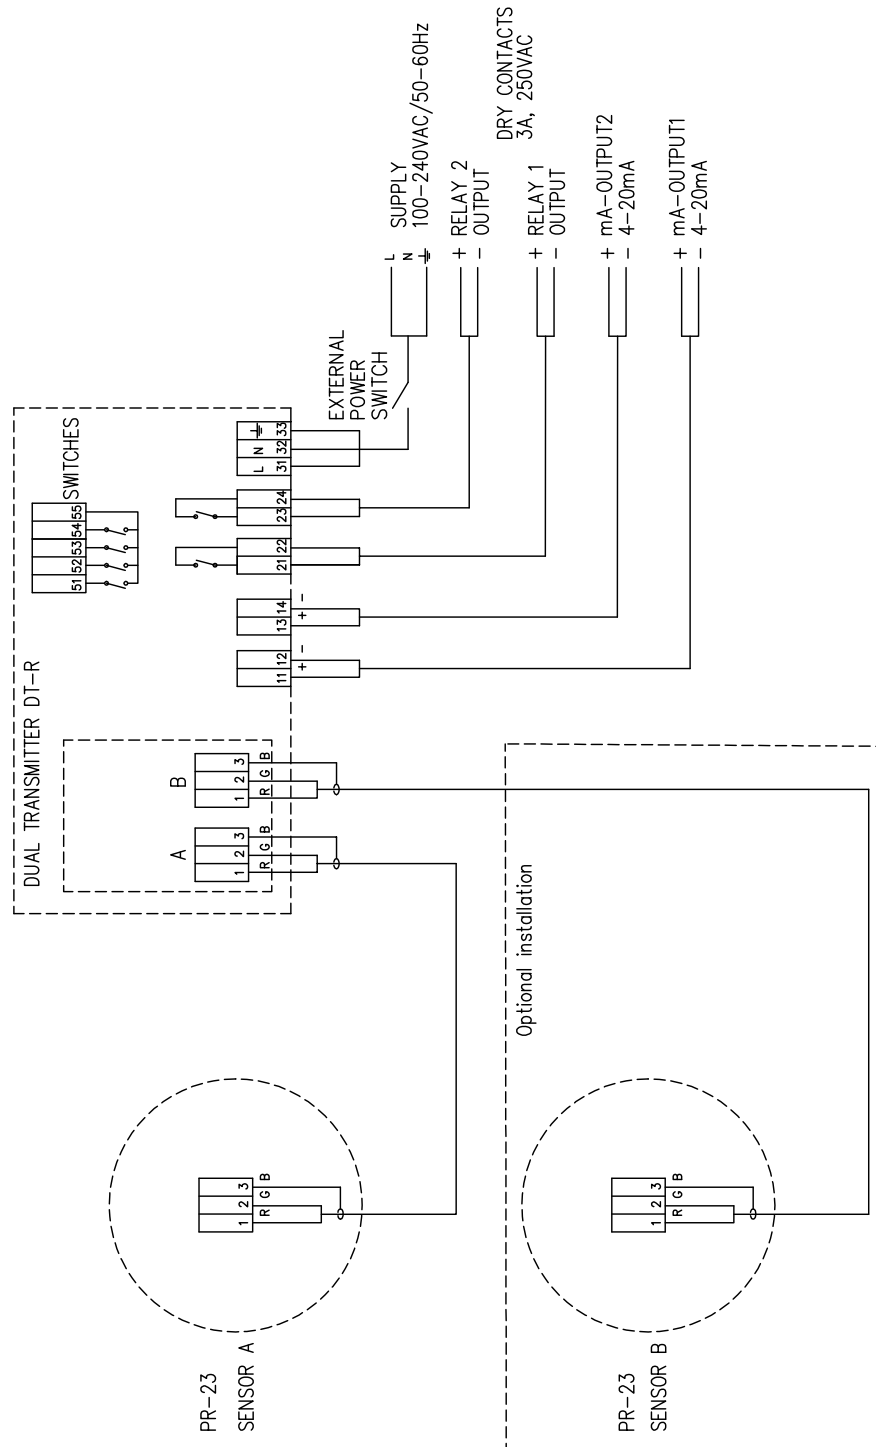 DUAL TRANSMITTER DT-R
SWITCHES
51 52 53 54 55
A
1 2 3
R G B
B
1 2 3
R G B
11 12
+ -
13 14
+ -
21 22
23 24
L N
31 32 33
EXTERNAL
POWER
SWITCH
L
N
SUPPLY
100-240VAC/50-60Hz
+ RELAY 2
- OUTPUT
DRY CONTACTS
3A, 250VAC
+ RELAY 1
- OUTPUT
+ mA-OUTPUT2
- 4-20mA
+ mA-OUTPUT1
- 4-20mA
PR-23
SENSOR A
1 2 3
R G B
Optional installation
PR-23
SENSOR B
1 2 3
R G B